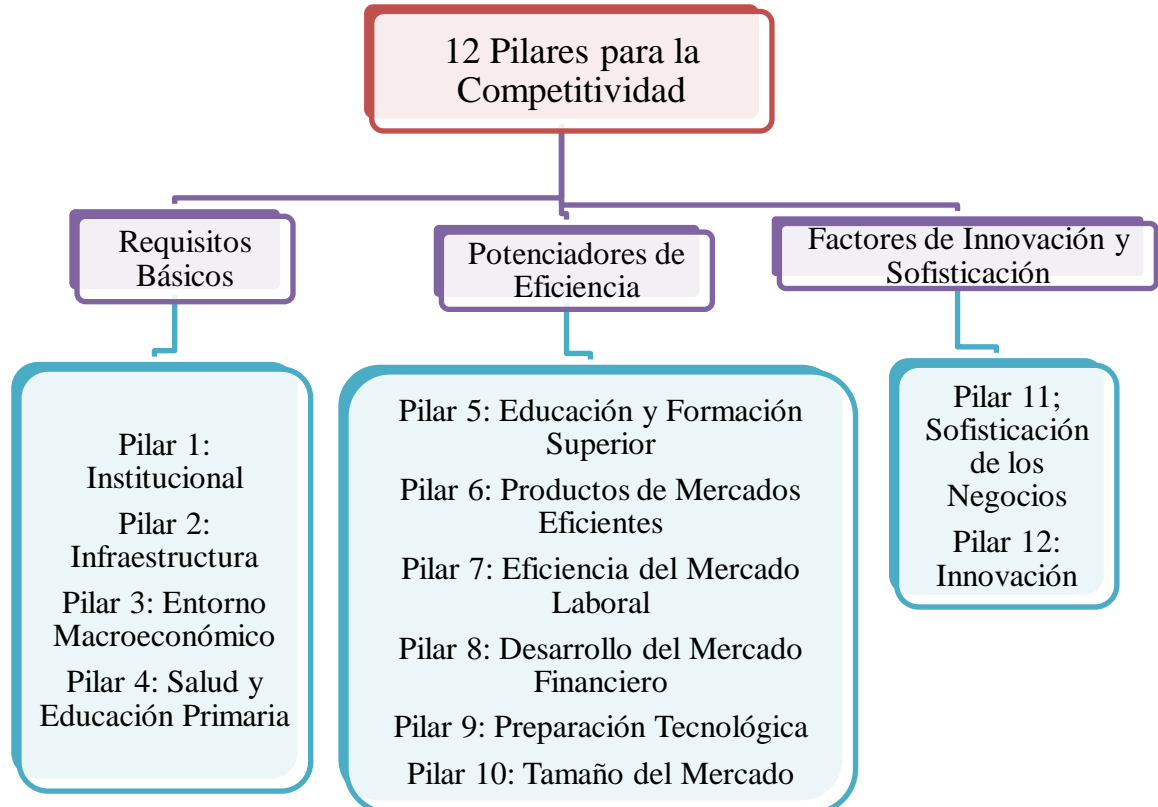 12 Pilares para la
Competitividad
Requisitos
Básicos
Potenciadores de
Eficiencia
Factores de Innovación y
Sofisticación
Pilar 1:
Institucional
Pilar 2:
Infraestructura
Pilar 3: Entorno
Macroeconómico
Pilar 4: Salud y
Educación Primaria
Pilar 5: Educación y Formación
Superior
Pilar 6: Productos de Mercados
Eficientes
Pilar 7: Eficiencia del Mercado
Laboral
Pilar 8: Desarrollo del Mercado
Financiero
Pilar 9: Preparación Tecnológica
Pilar 10: Tamaño del Mercado
Pilar 11;
Sofisticación
de los
Negocios
Pilar 12:
Innovación